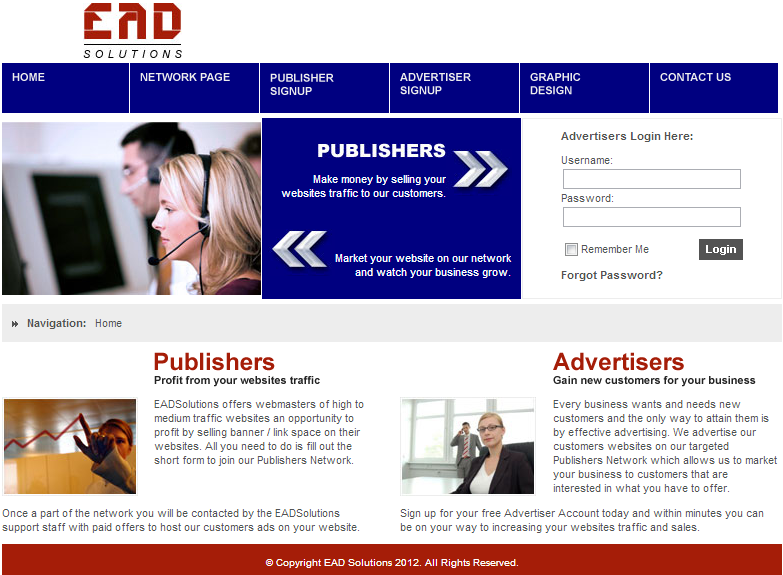 EAD
SOLUTIONS
HOME
NETWORK PAGE
PUBLISHER
SIGNUP
ADVERTISER
SIGNUP
GRAPHIC
DESIGN
CONTACT US
PUBLISHERS
Make money by selling your
websites traffic to our customers.
Market your website on our network
and watch your business grow.
Advertisers Login Here:
Username:
Password:
Remember Me
Login
Forgot Password?
Navigation: Home
Publishers
Profit from your websites traffic
EADSolutions offers webmasters of high to
medium traffic websites an opportunity to
profit by selling banner / link space on their
websites. All you need to do is fill out the
short form to join our Publishers Network.
Once a part of the network you will be contacted by the EADSolutions
support staff with paid offers to host our customers ads on your website.
Advertisers
Gain new customers for your business
Every business wants and needs new
customers and the only way to attain them is
by effective advertising. We advertise our
customers websites on our targeted
Publishers Network which allows us to market
your business to customers that are
interested in what you have to offer.
Sign up for your free Advertiser Account today and within minutes you can
be on your way to increasing your websites traffic and sales.
© Copyright EAD Solutions 2012. All Rights Reserved.